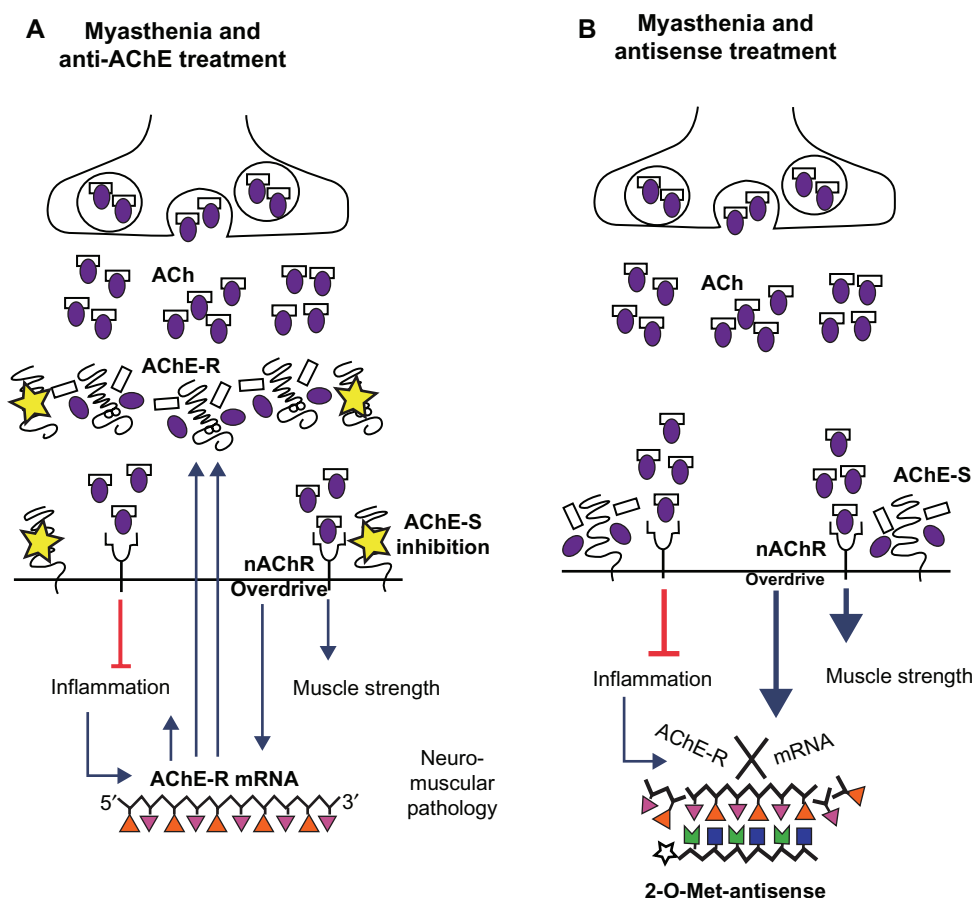 A
Myasthenia and
anti-AChE treatment
ACh
AChE-R
AChE-S
inhibition
nAChR
Overdrive
Inflammation
Muscle strength
AChE-R mRNA
5′
3′
Neuro-
muscular
pathology
B
Myasthenia and
antisense treatment
ACh
AChE-S
nAChR
Overdrive
Inflammation
Muscle strength
AChE-R mRNA
2-O-Met-antisense